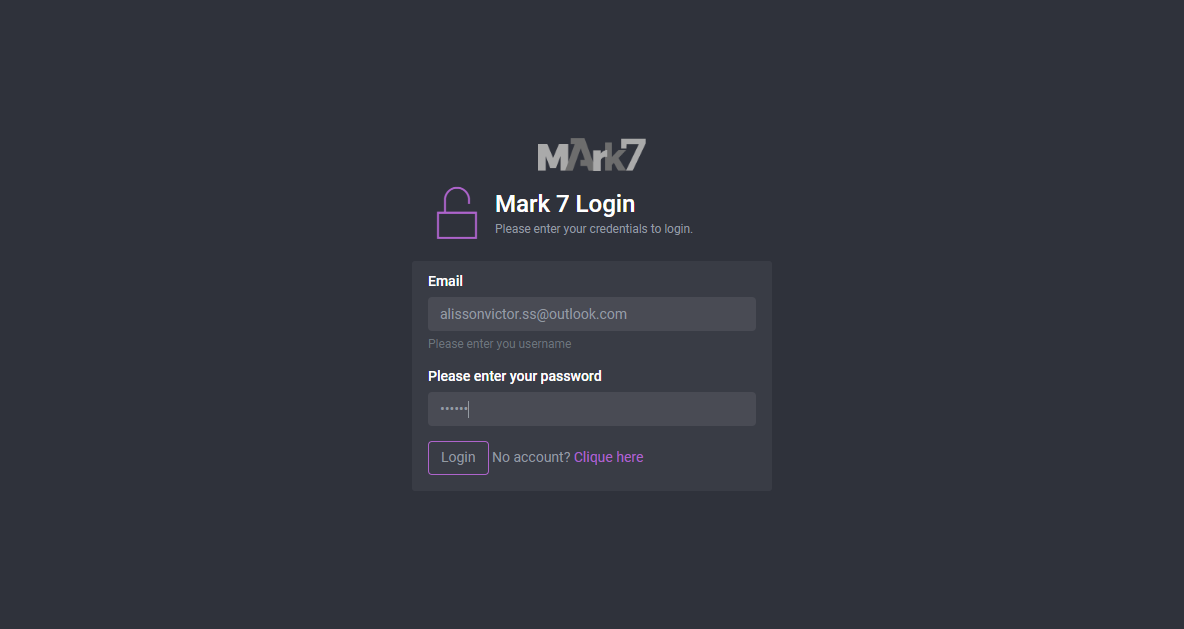 MArk7
Mark 7 Login
Please enter your credentials to login.
Email
alissonvictor.ss@outlook.com
Please enter you username
Please enter your password
••••••
Login No account? Clique here